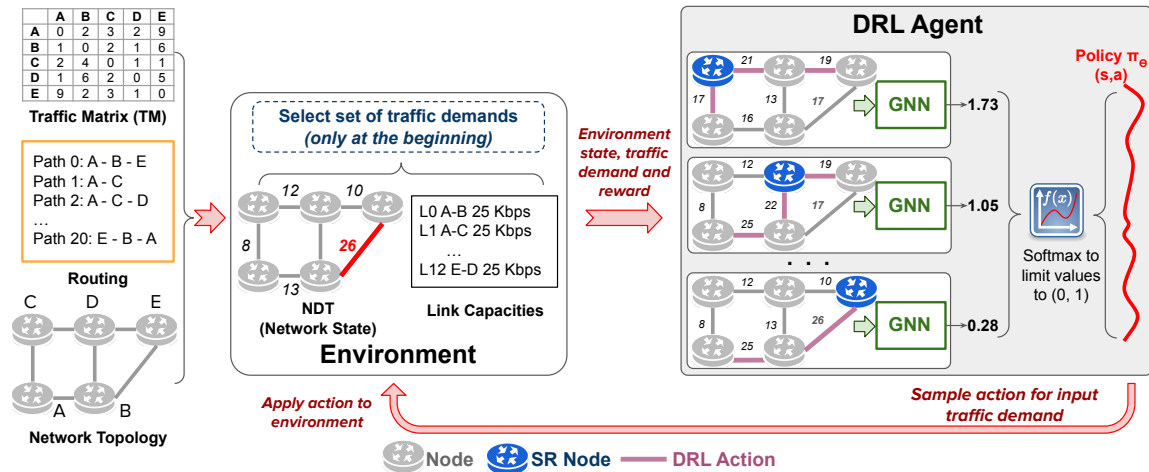 A B C D E
A 0 2 3 2 9
B 1 0 2 1 6
C 2 4 0 1 1
D 1 6 2 0 5
E 9 2 3 1 0
Traffic Matrix (TM)
Path 0: A - B - E
Path 1: A - C
Path 2: A - C - D
...
Path 20: E - B - A
Routing
C D E
A B
Network Topology
Select set of traffic demands
(only at the beginning)
12 10
8 26
13
NDT
(Network State)
L0 A-B 25 Kbps
L1 A-C 25 Kbps
...
L12 E-D 25 Kbps
Link Capacities
Environment
Environment
state, traffic
demand and
reward
DRL Agent
21 19
17 13 17
16
GNN
1.73
12 19
8 22 17
25
GNN
1.05
. . .
12 10
8 13 26
25
GNN
0.28
f(x)
Softmax to
limit values
to (0, 1)
Policy π_θ
(s,a)
Apply action to
environment
Sample action for input
traffic demand
Node SR Node DRL Action